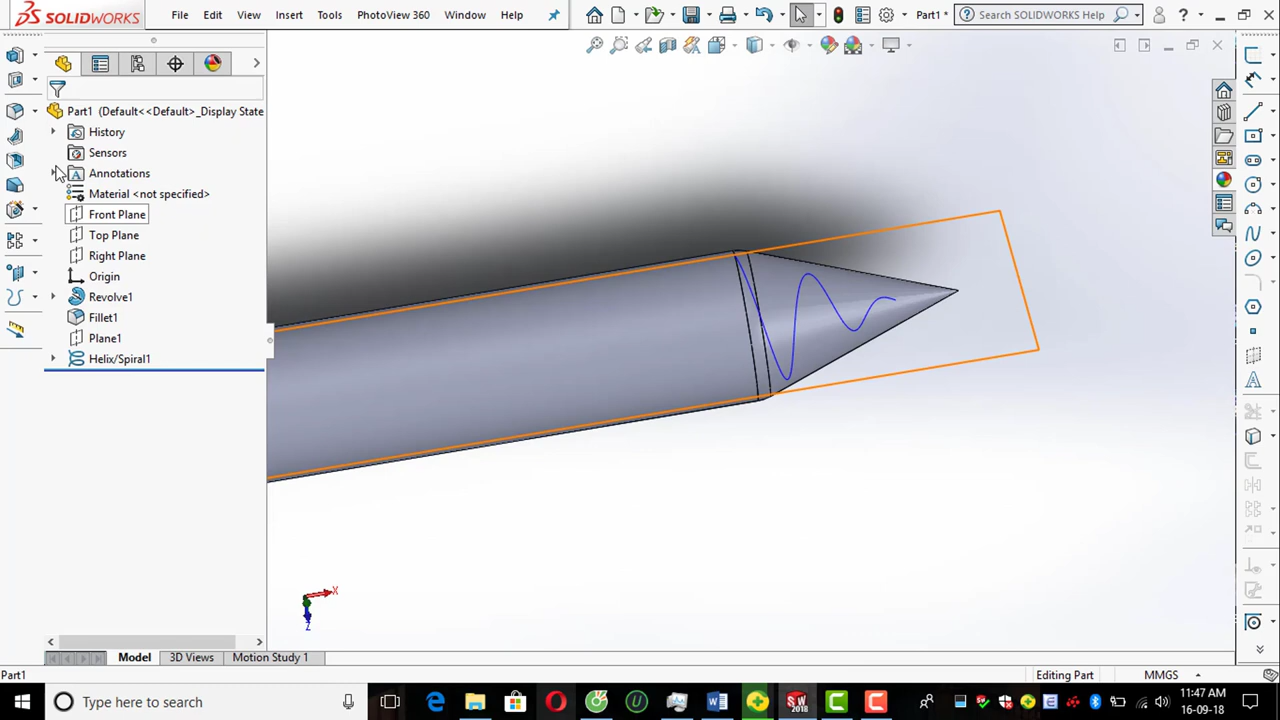 SOLIDWORKS File Edit View Insert Tools PhotoView 360 Window Help Part1 * Search SOLIDWORKS Help ?
Part1 (Default<<Default>_Display State
History
Sensors
Annotations
Material <not specified>
Front Plane
Top Plane
Right Plane
Origin
Revolve1
Fillet1
Plane1
Helix/Spiral1
X
Z
Model 3D Views Motion Study 1
Part1 Editing Part MMGS
Type here to search
11:47 AM
16-09-18